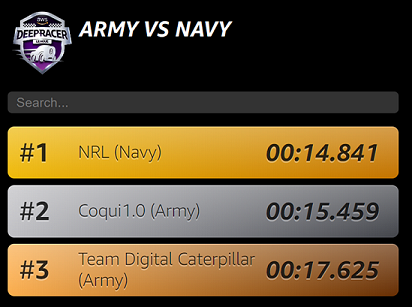 aws
DEEPRACER
LEAGUE
ARMY VS NAVY
Search...
#1 NRL (Navy) 00:14.841
#2 Coqui1.0 (Army) 00:15.459
#3 Team Digital Caterpillar
(Army) 00:17.625